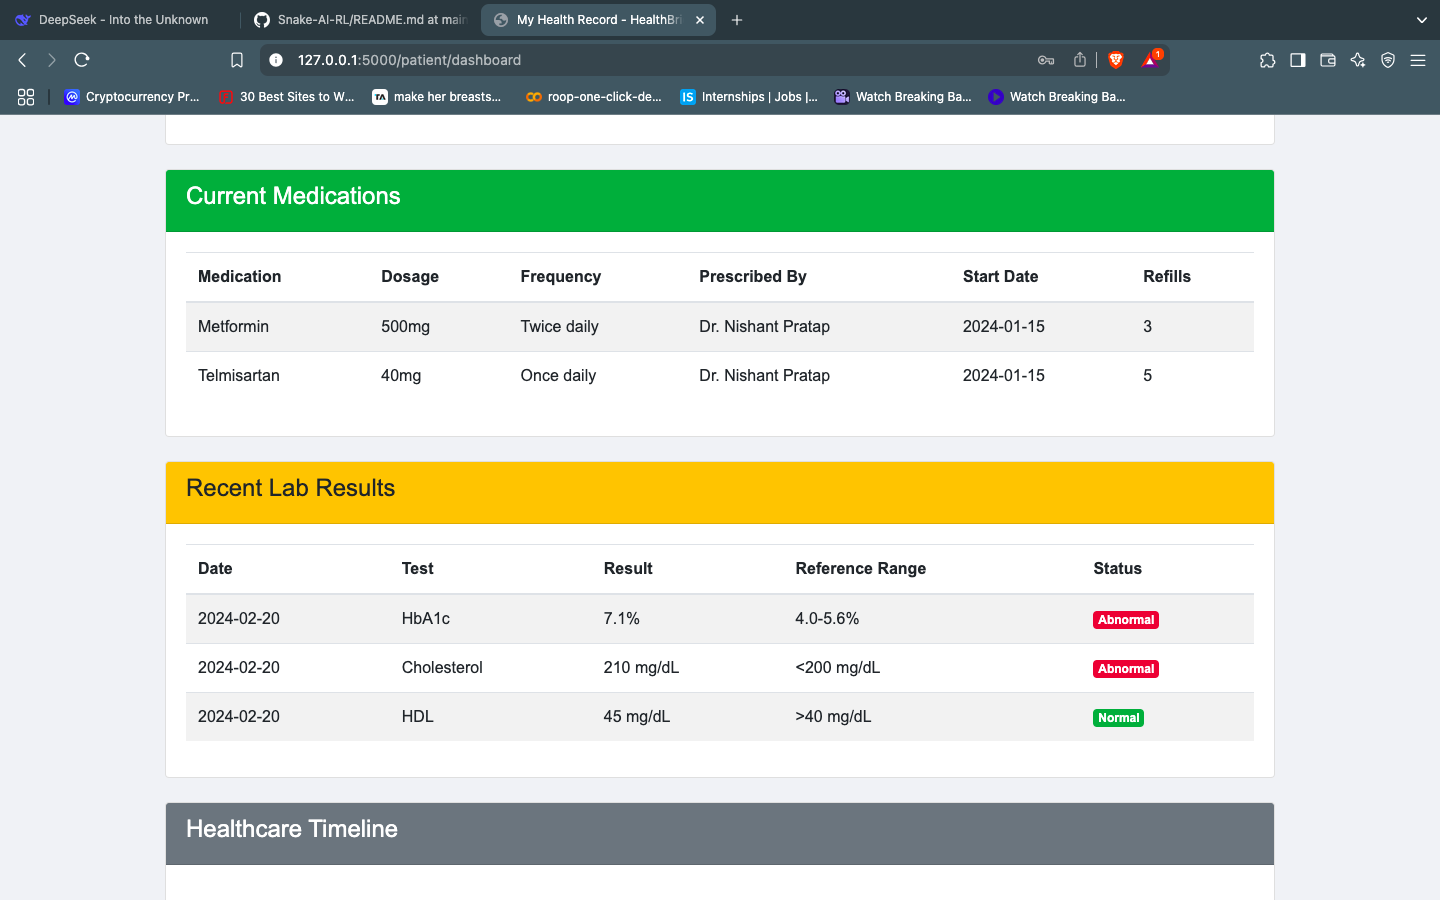 DeepSeek - Into the Unknown
Snake-AI-RL/README.md at main
My Health Record - HealthBri
127.0.0.1:5000/patient/dashboard
1
Cryptocurrency Pr...
30 Best Sites to W...
TA make her breasts...
roop-one-click-de...
IS Internships | Jobs |...
Watch Breaking Ba...
Watch Breaking Ba...
Current Medications
Medication Dosage Frequency Prescribed By Start Date Refills
Metformin 500mg Twice daily Dr. Nishant Pratap 2024-01-15 3
Telmisartan 40mg Once daily Dr. Nishant Pratap 2024-01-15 5
Recent Lab Results
Date Test Result Reference Range Status
2024-02-20 HbA1c 7.1% 4.0-5.6% Abnormal
2024-02-20 Cholesterol 210 mg/dL <200 mg/dL Abnormal
2024-02-20 HDL 45 mg/dL >40 mg/dL Normal
Healthcare Timeline